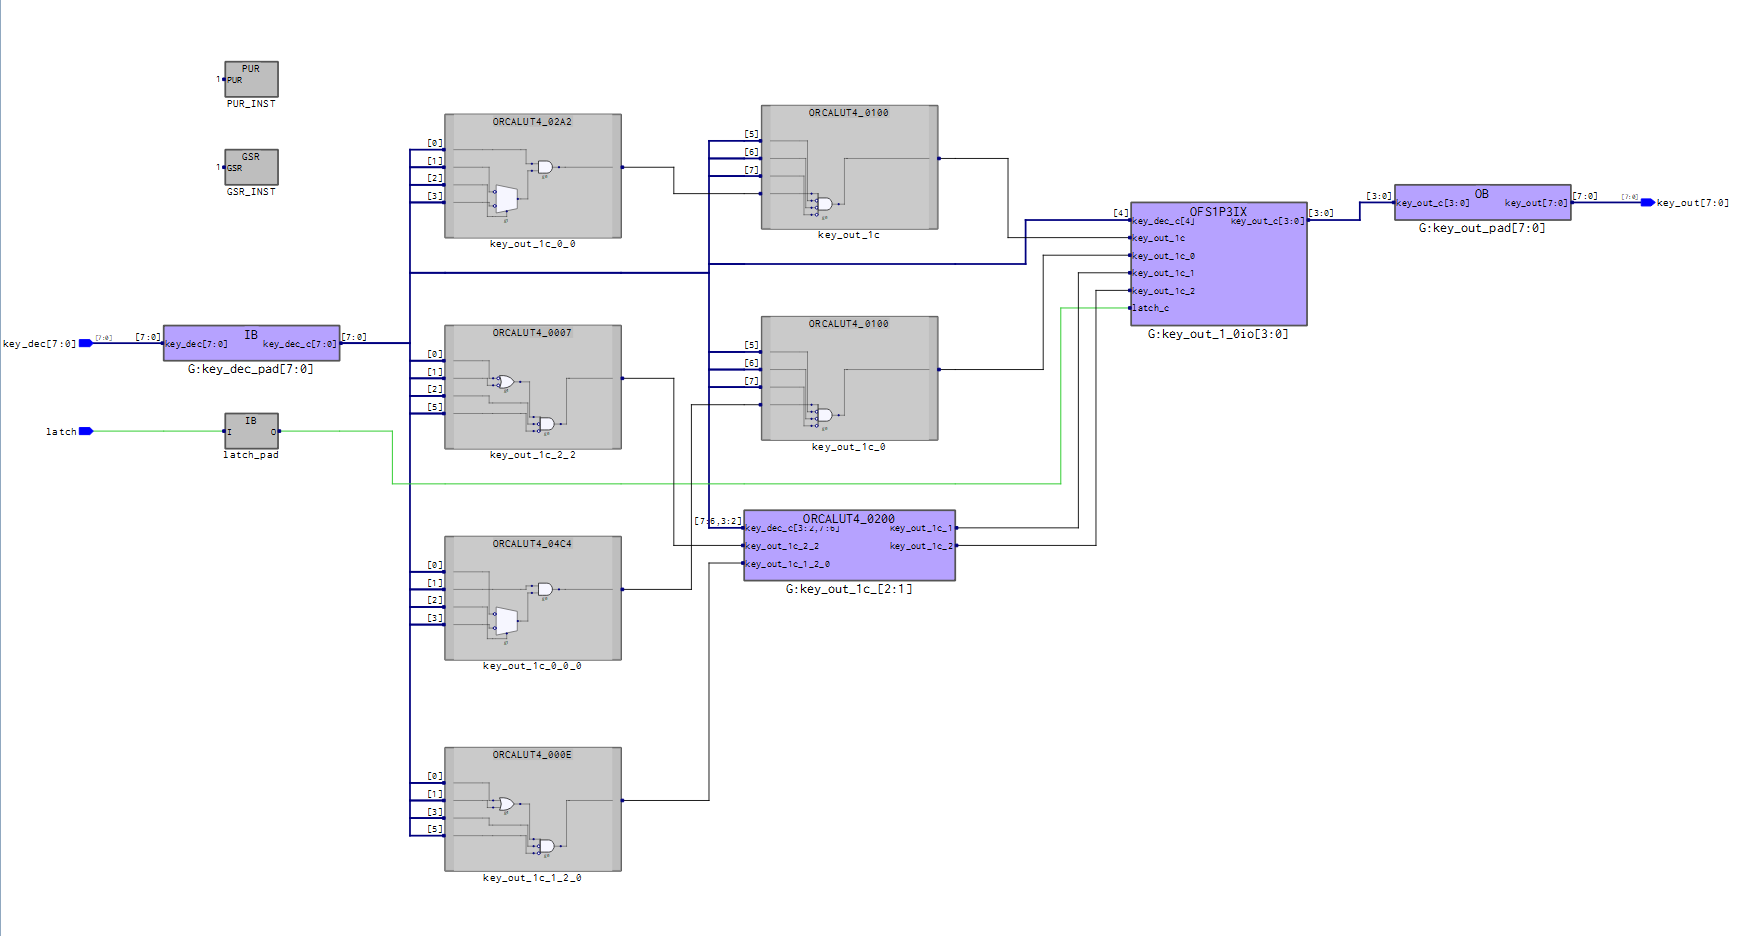 PUR
1
PUR
PUR_INST
GSR
1
GSR
GSR_INST
key_dec[7:0]
[7:0]
[7:0]
IB
key_dec[7:0]
key_dec_c[7:0]
[7:0]
G:key_dec_pad[7:0]
latch
IB
I
O
latch_pad
ORCALUT4_02A2
[0]
[1]
[2]
[3]
key_out_1c_0_0
ORCALUT4_0007
[0]
[1]
[2]
[5]
key_out_1c_2_2
ORCALUT4_04C4
[0]
[1]
[2]
[3]
key_out_1c_0_0_0
ORCALUT4_000E
[0]
[1]
[3]
[5]
key_out_1c_1_2_0
ORCALUT4_0100
[5]
[6]
[7]
key_out_1c
ORCALUT4_0100
[5]
[6]
[7]
key_out_1c_0
ORCALUT4_0200
[7:6,3:2]
key_dec_c[3:2,7:6]
key_out_1c_1
key_out_1c_2_2
key_out_1c_2
key_out_1c_1_2_0
G:key_out_1c_[2:1]
OFS1P3IX
[4]
key_dec_c[4]
key_out_c[3:0]
[3:0]
key_out_1c
key_out_1c_0
key_out_1c_1
key_out_1c_2
latch_c
G:key_out_1_0io[3:0]
[3:0]
OB
key_out_c[3:0]
key_out[7:0]
[7:0]
G:key_out_pad[7:0]
[7:0]
key_out[7:0]